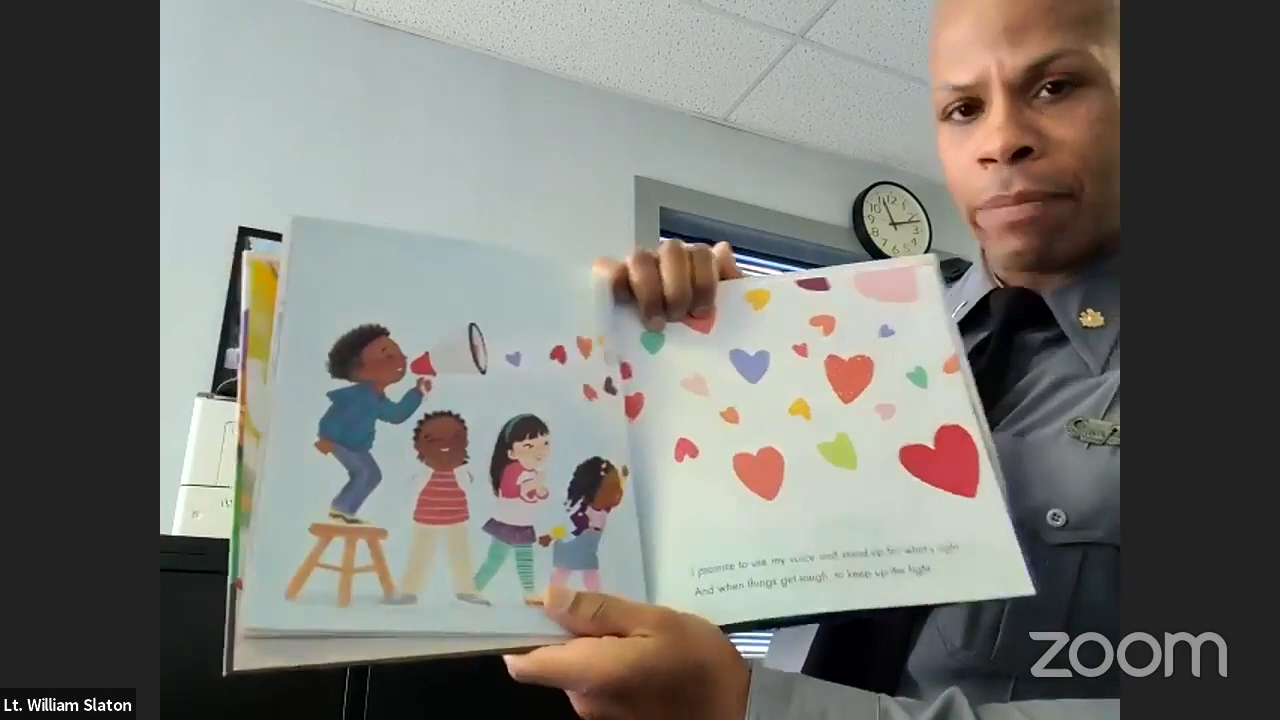 I promise to use my voice and stand up for what's right
And when things get tough, to keep up the fight
zoom
Lt. William Slaton